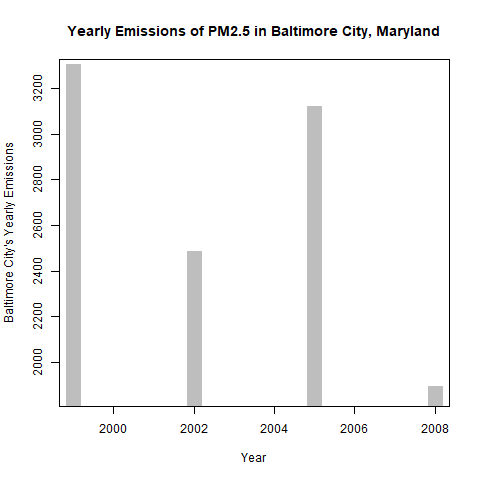 Yearly Emissions of PM2.5 in Baltimore City, Maryland
Baltimore City's Yearly Emissions
3200
3000
2800
2600
2400
2200
2000
2000 2002 2004 2006 2008
Year